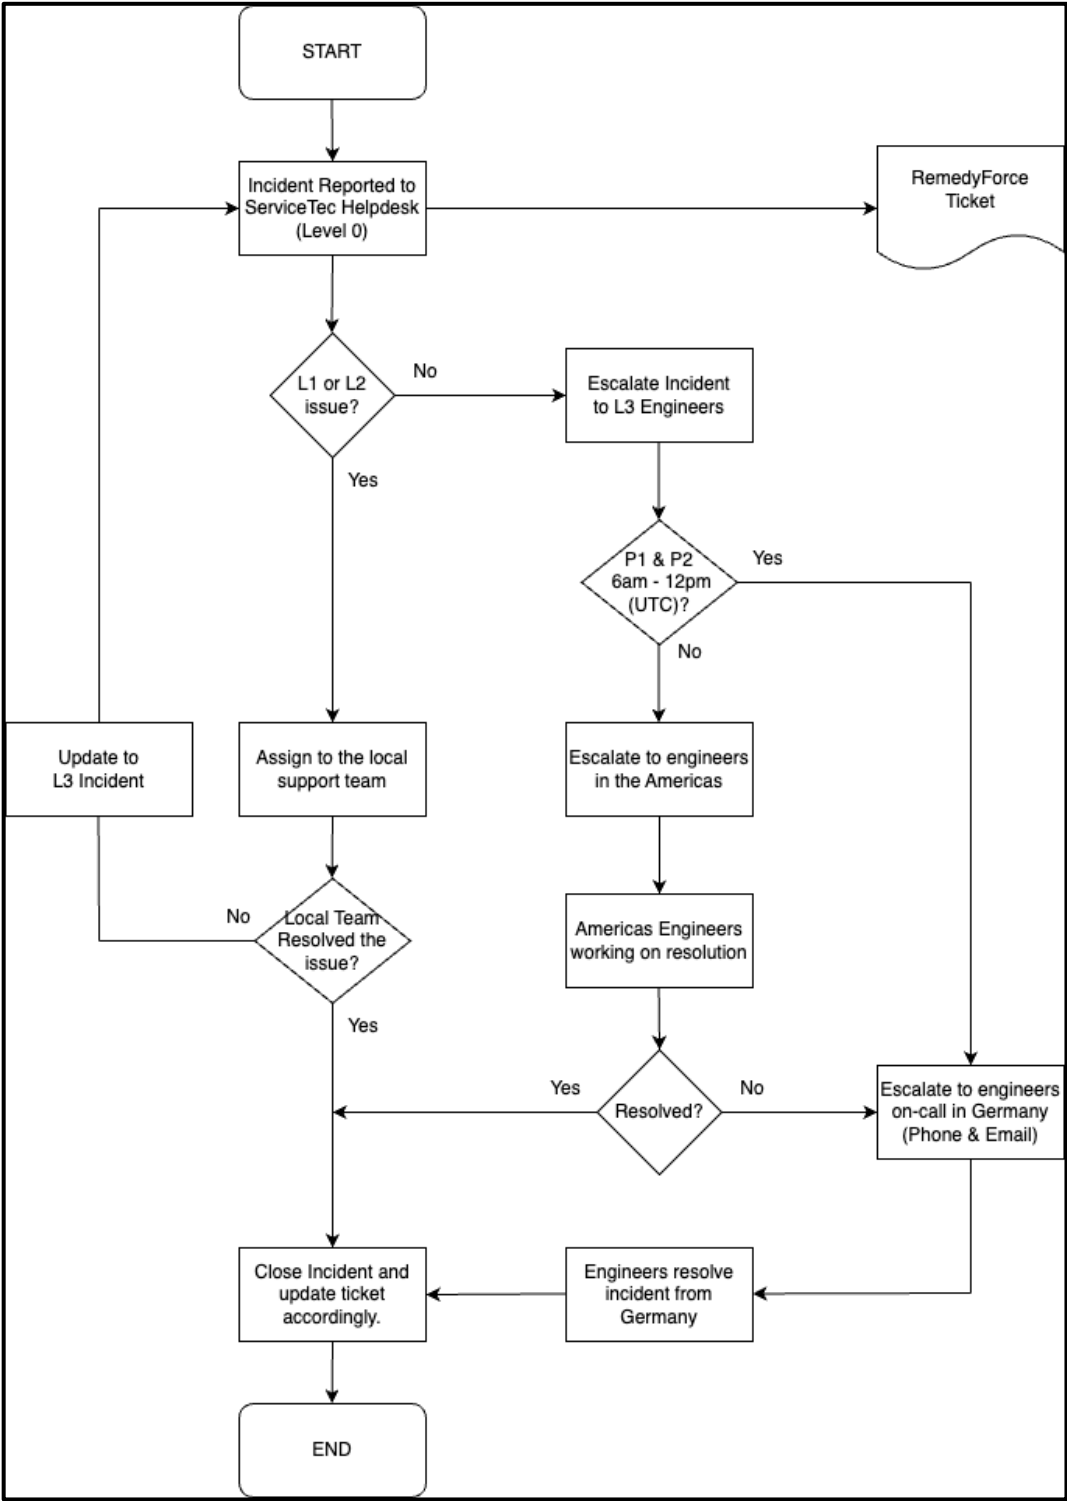 START
Incident Reported to
ServiceTec Helpdesk
(Level 0)
RemedyForce
Ticket
L1 or L2
issue?
No
Yes
Escalate Incident
to L3 Engineers
P1 & P2
6am - 12pm
(UTC)?
Yes
No
Update to
L3 Incident
Assign to the local
support team
Escalate to engineers
in the Americas
Local Team
Resolved the
issue?
No
Yes
Americas Engineers
working on resolution
Resolved?
Yes
No
Escalate to engineers
on-call in Germany
(Phone & Email)
Close Incident and
update ticket
accordingly.
Engineers resolve
incident from
Germany
END